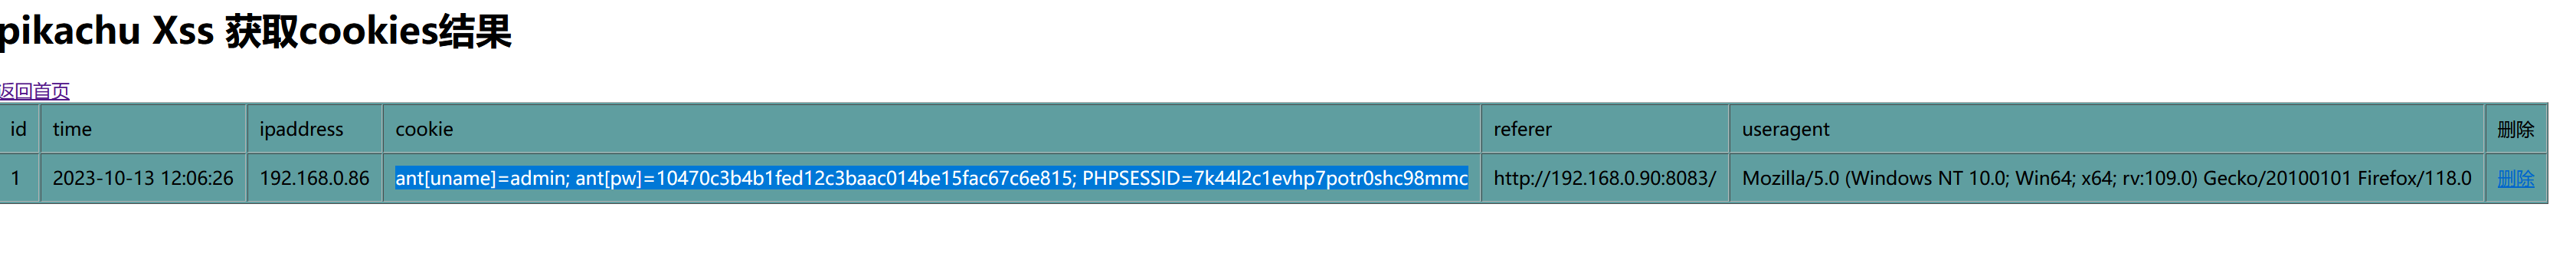 pikachu Xss 获取cookies结果
返回首页
id time ipaddress cookie referer useragent 删除
1 2023-10-13 12:06:26 192.168.0.86 ant[uname]=admin; ant[pw]=10470c3b4b1fed12c3baac014be15fac67c6e815; PHPSESSID=7k44l2c1evhp7potr0shc98mmc http://192.168.0.90:8083/ Mozilla/5.0 (Windows NT 10.0; Win64; x64; rv:109.0) Gecko/20100101 Firefox/118.0 删除